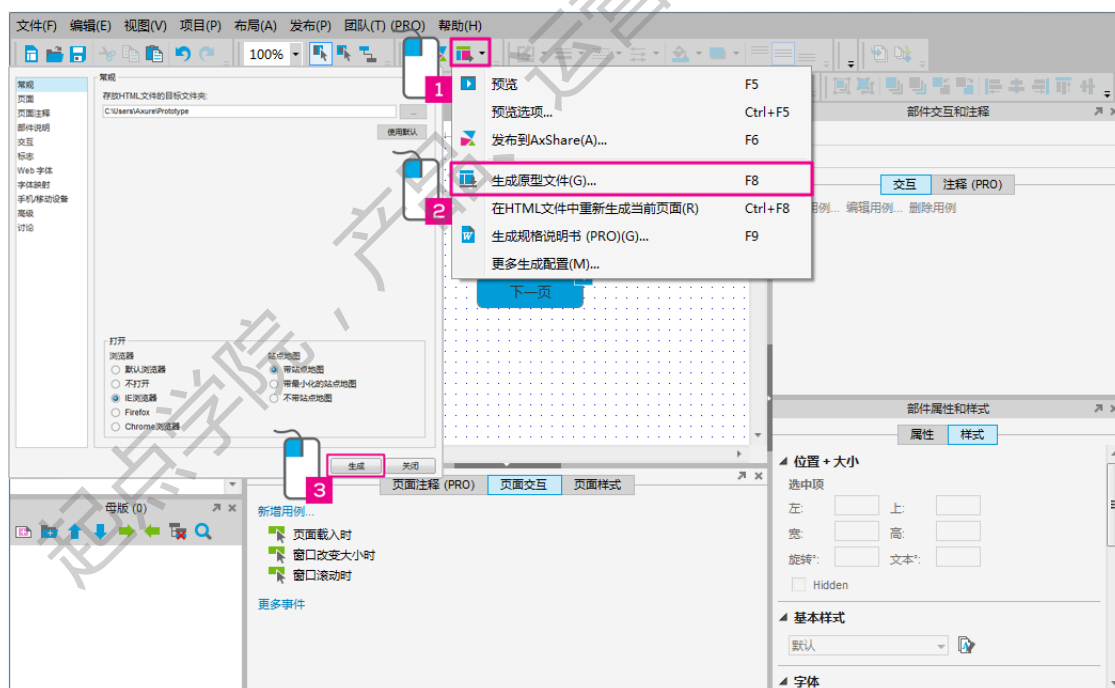 文件(F) 编辑(E) 视图(V) 项目(P) 布局(A) 发布(P) 团队(T) (PRO) 帮助(H)
100%
1
预览 F5
预览选项... Ctrl+F5
发布到AxShare(A)... F6
生成原型文件(G)... F8
在HTML文件中重新生成当前页面(R) Ctrl+F8
生成规格说明书 (PRO)(G)... F9
更多生成配置(M)...
2
常规
页面
页面注释
部件说明
交互
标志
Web 字体
字体映射
手机/移动设备
高级
讨论
常规
存放HTML文件的目标文件夹:
C:\Users\Axure\Prototype
...
使用默认
打开
浏览器
默认浏览器
不打开
IE浏览器
Firefox
Chrome浏览器
站点地图
带站点地图
带最小化的站点地图
不带站点地图
生成 关闭
3
下一页
部件交互和注释
交互 注释 (PRO)
用例... 编辑用例... 删除用例
部件属性和样式
属性 样式
位置 + 大小
选中项
左: 上:
宽: 高:
旋转°: 文本°:
Hidden
基本样式
默认
字体
母版 (0)
页面注释 (PRO) 页面交互 页面样式
新增用例...
页面载入时
窗口改变大小时
窗口滚动时
更多事件
起点学院，产品、运营